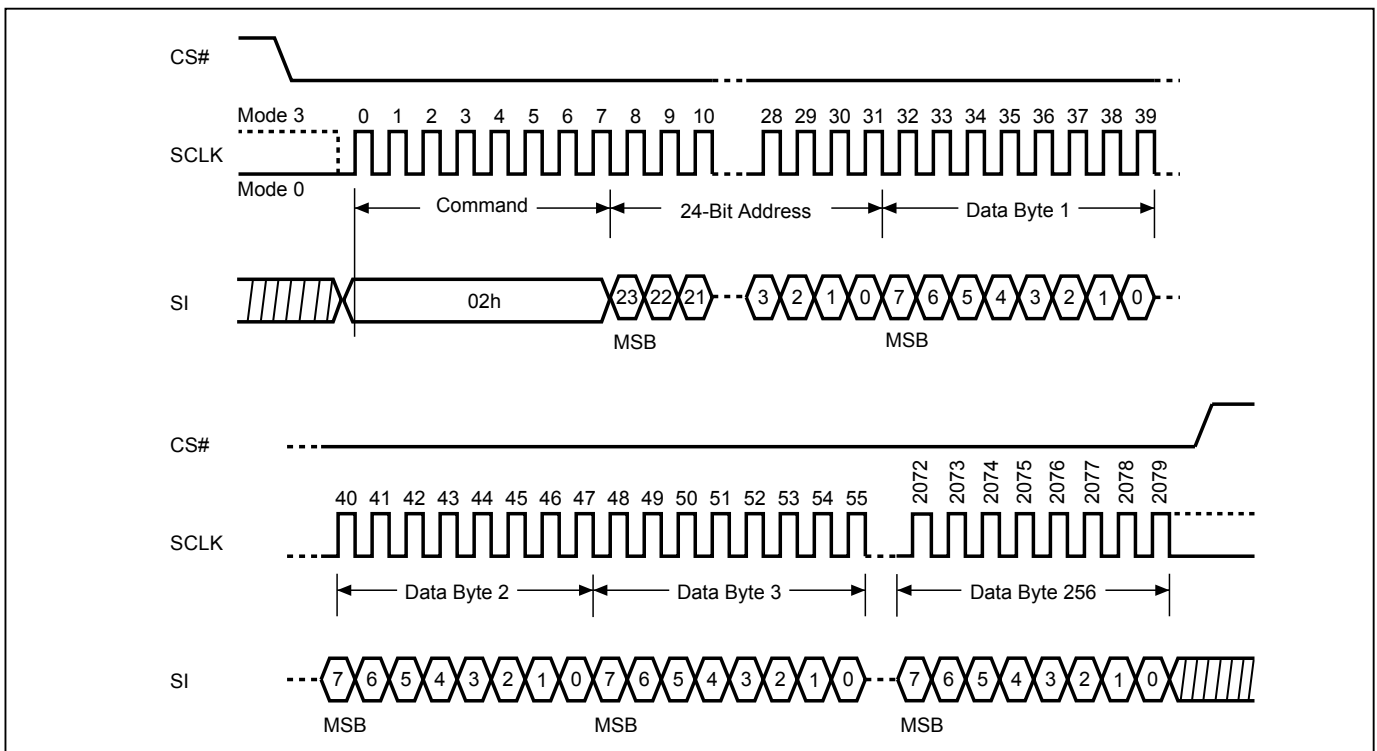 CS#
Mode 3
0 1 2 3 4 5 6 7 8 9 10 28 29 30 31 32 33 34 35 36 37 38 39
SCLK
Mode 0
Command 24-Bit Address Data Byte 1
SI 02h 23 22 21 3 2 1 0 7 6 5 4 3 2 1 0
MSB MSB
CS#
40 41 42 43 44 45 46 47 48 49 50 51 52 53 54 55 2072 2073 2074 2075 2076 2077 2078 2079
SCLK
Data Byte 2 Data Byte 3 Data Byte 256
SI 7 6 5 4 3 2 1 0 7 6 5 4 3 2 1 0 7 6 5 4 3 2 1 0
MSB MSB MSB